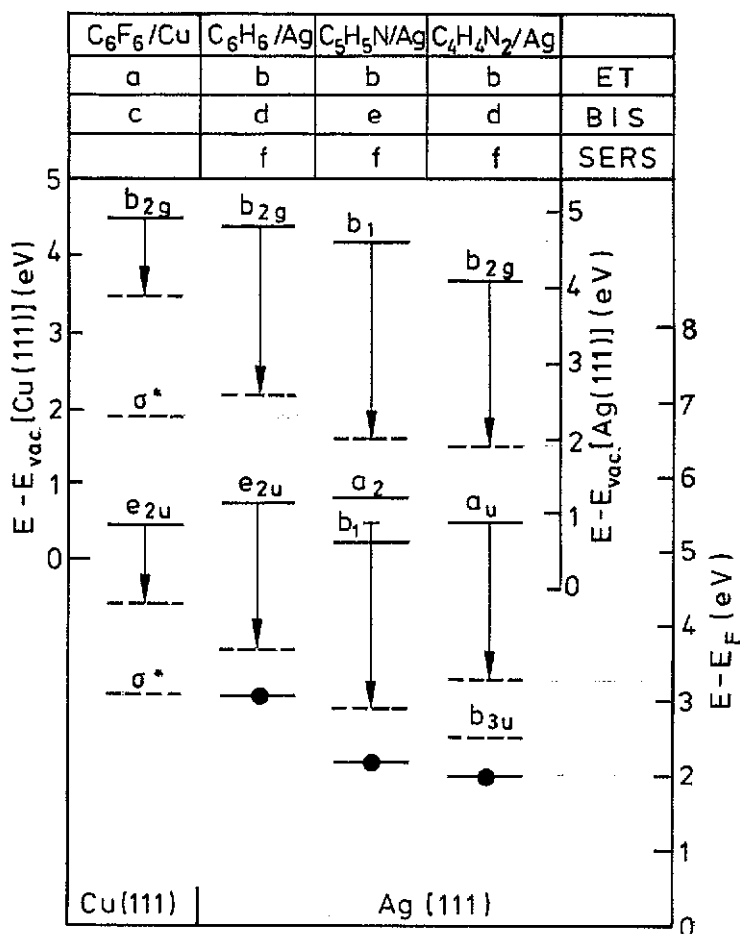 C₆F₆/Cu C₆H₆/Ag C₅H₅N/Ag C₄H₄N₂/Ag
a b b b ET
c d e d BIS
f f f SERS
5
b₂g b₂g b₁ 5
4 b₂g
4
8
3
3
σ* 
2 7
2
1 e₂u e₂u a₂ aᵤ 6
1
b₁
0 5
0
4
σ*
3
b₃u
2
1
Cu(111) Ag(111)
0
E-Evac.[Cu(111)](eV)
E-Evac.[Ag(111)](eV)
E-EF (eV)